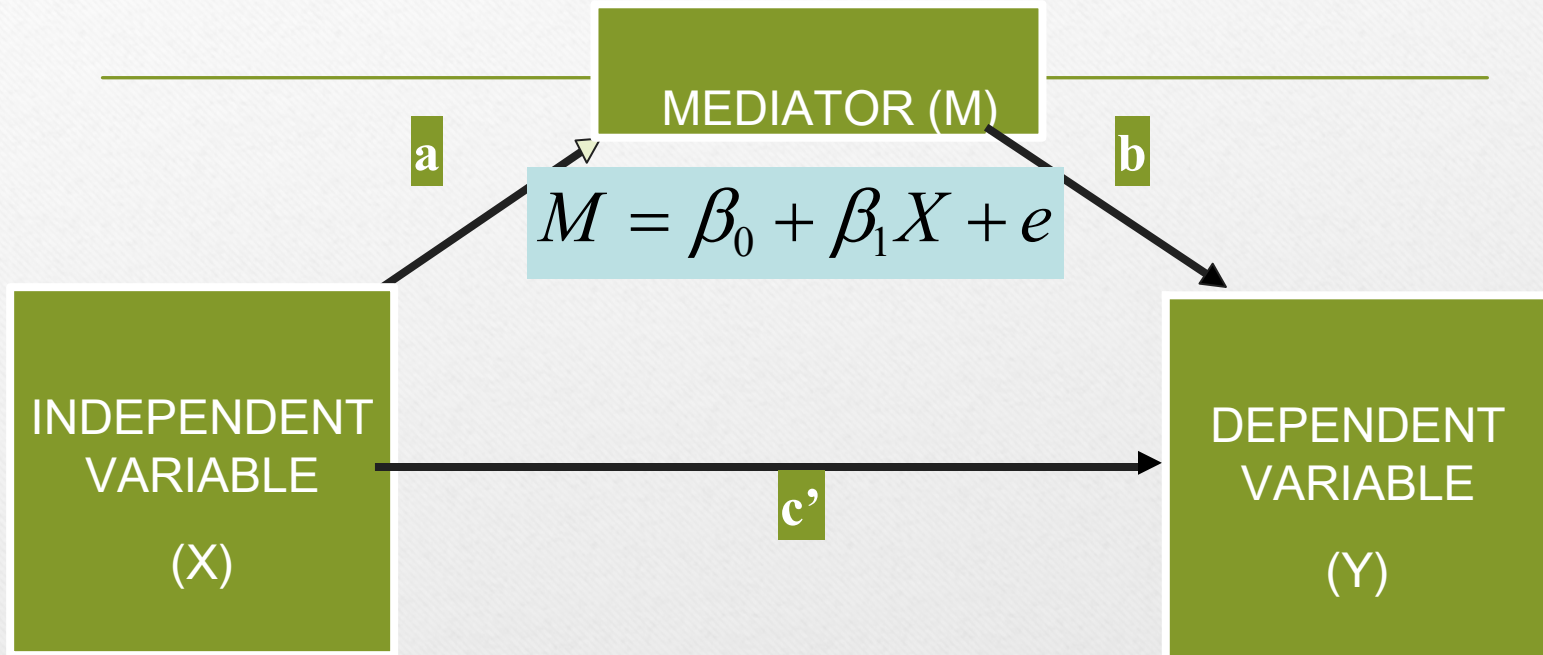 MEDIATOR (M)
a
b
M = β₀ + β₁X + e
INDEPENDENT
VARIABLE
(X)
c’
DEPENDENT
VARIABLE
(Y)